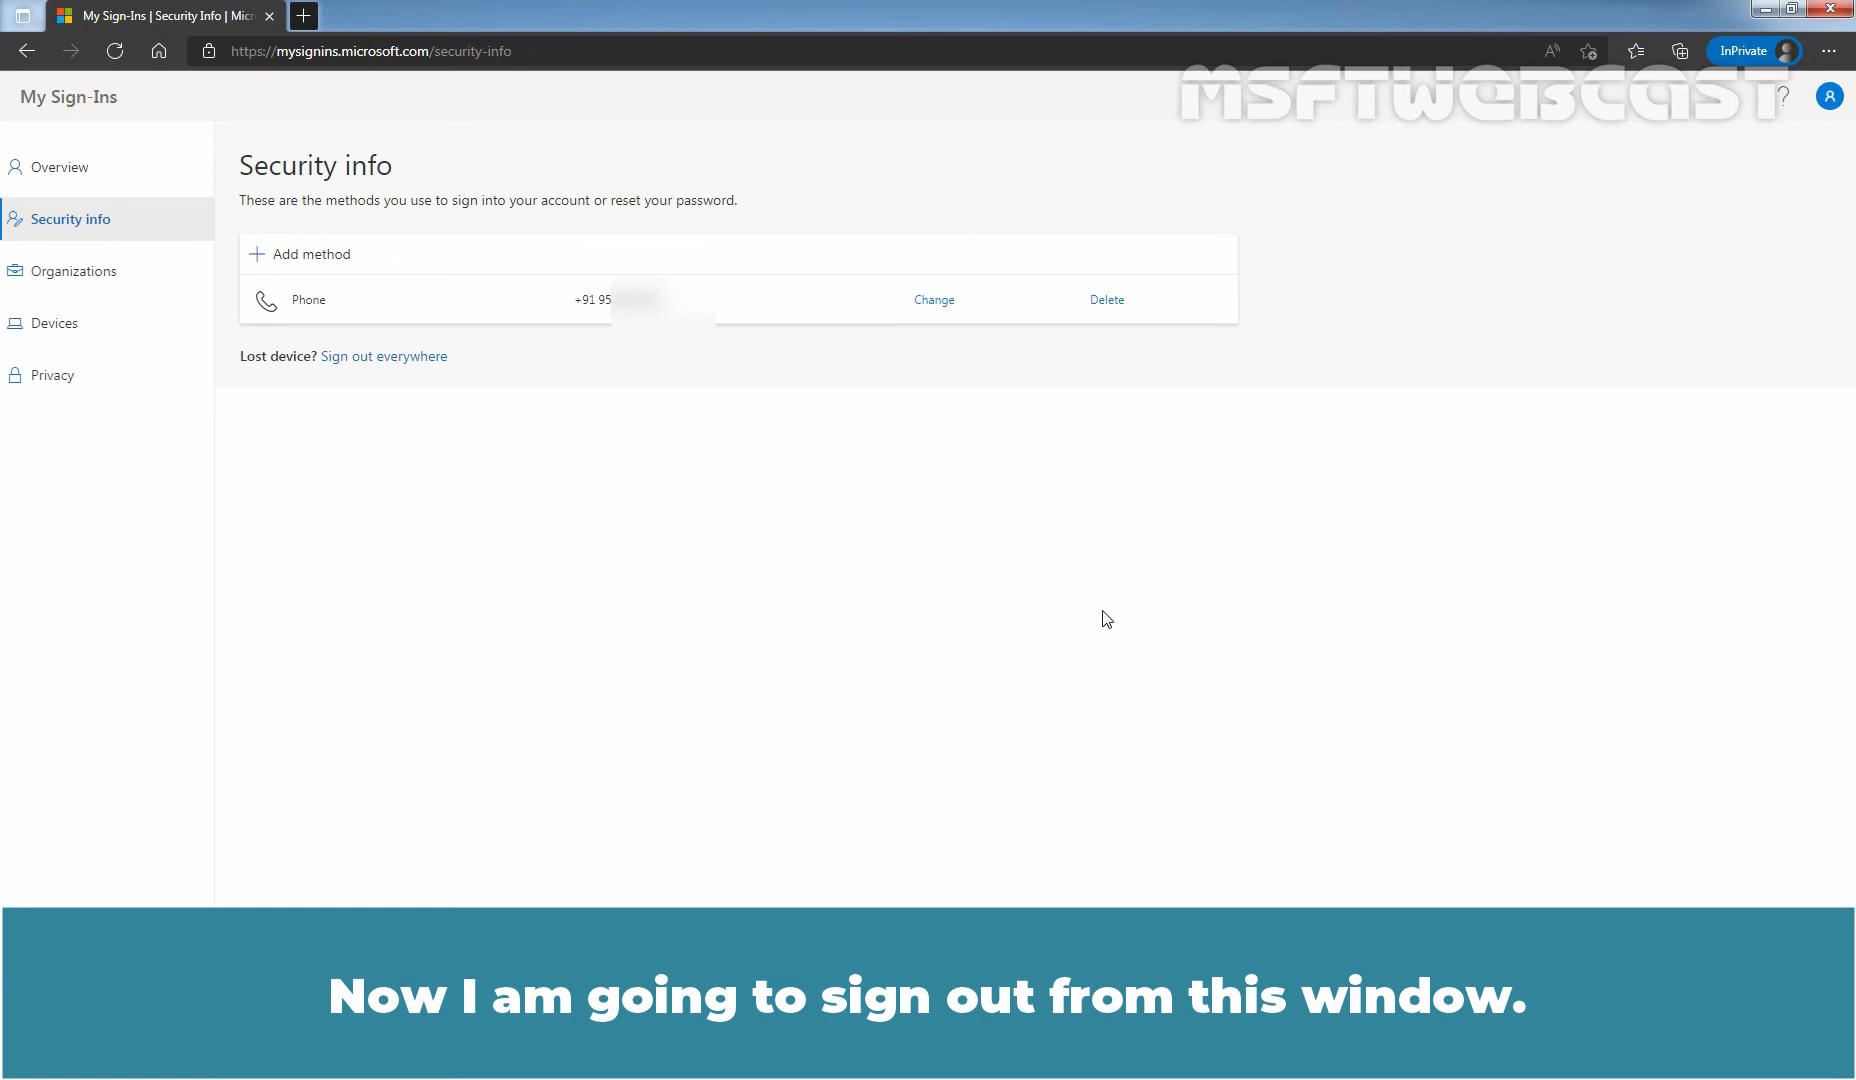 My Sign-Ins | Security Info | Micr
https://mysignins.microsoft.com/security-info
InPrivate
My Sign-Ins
MSFTWEBCAST
Overview
Security info
Organizations
Devices
Privacy
Security info
These are the methods you use to sign into your account or reset your password.
Add method
Phone +91 95 Change Delete
Lost device? Sign out everywhere
Now I am going to sign out from this window.